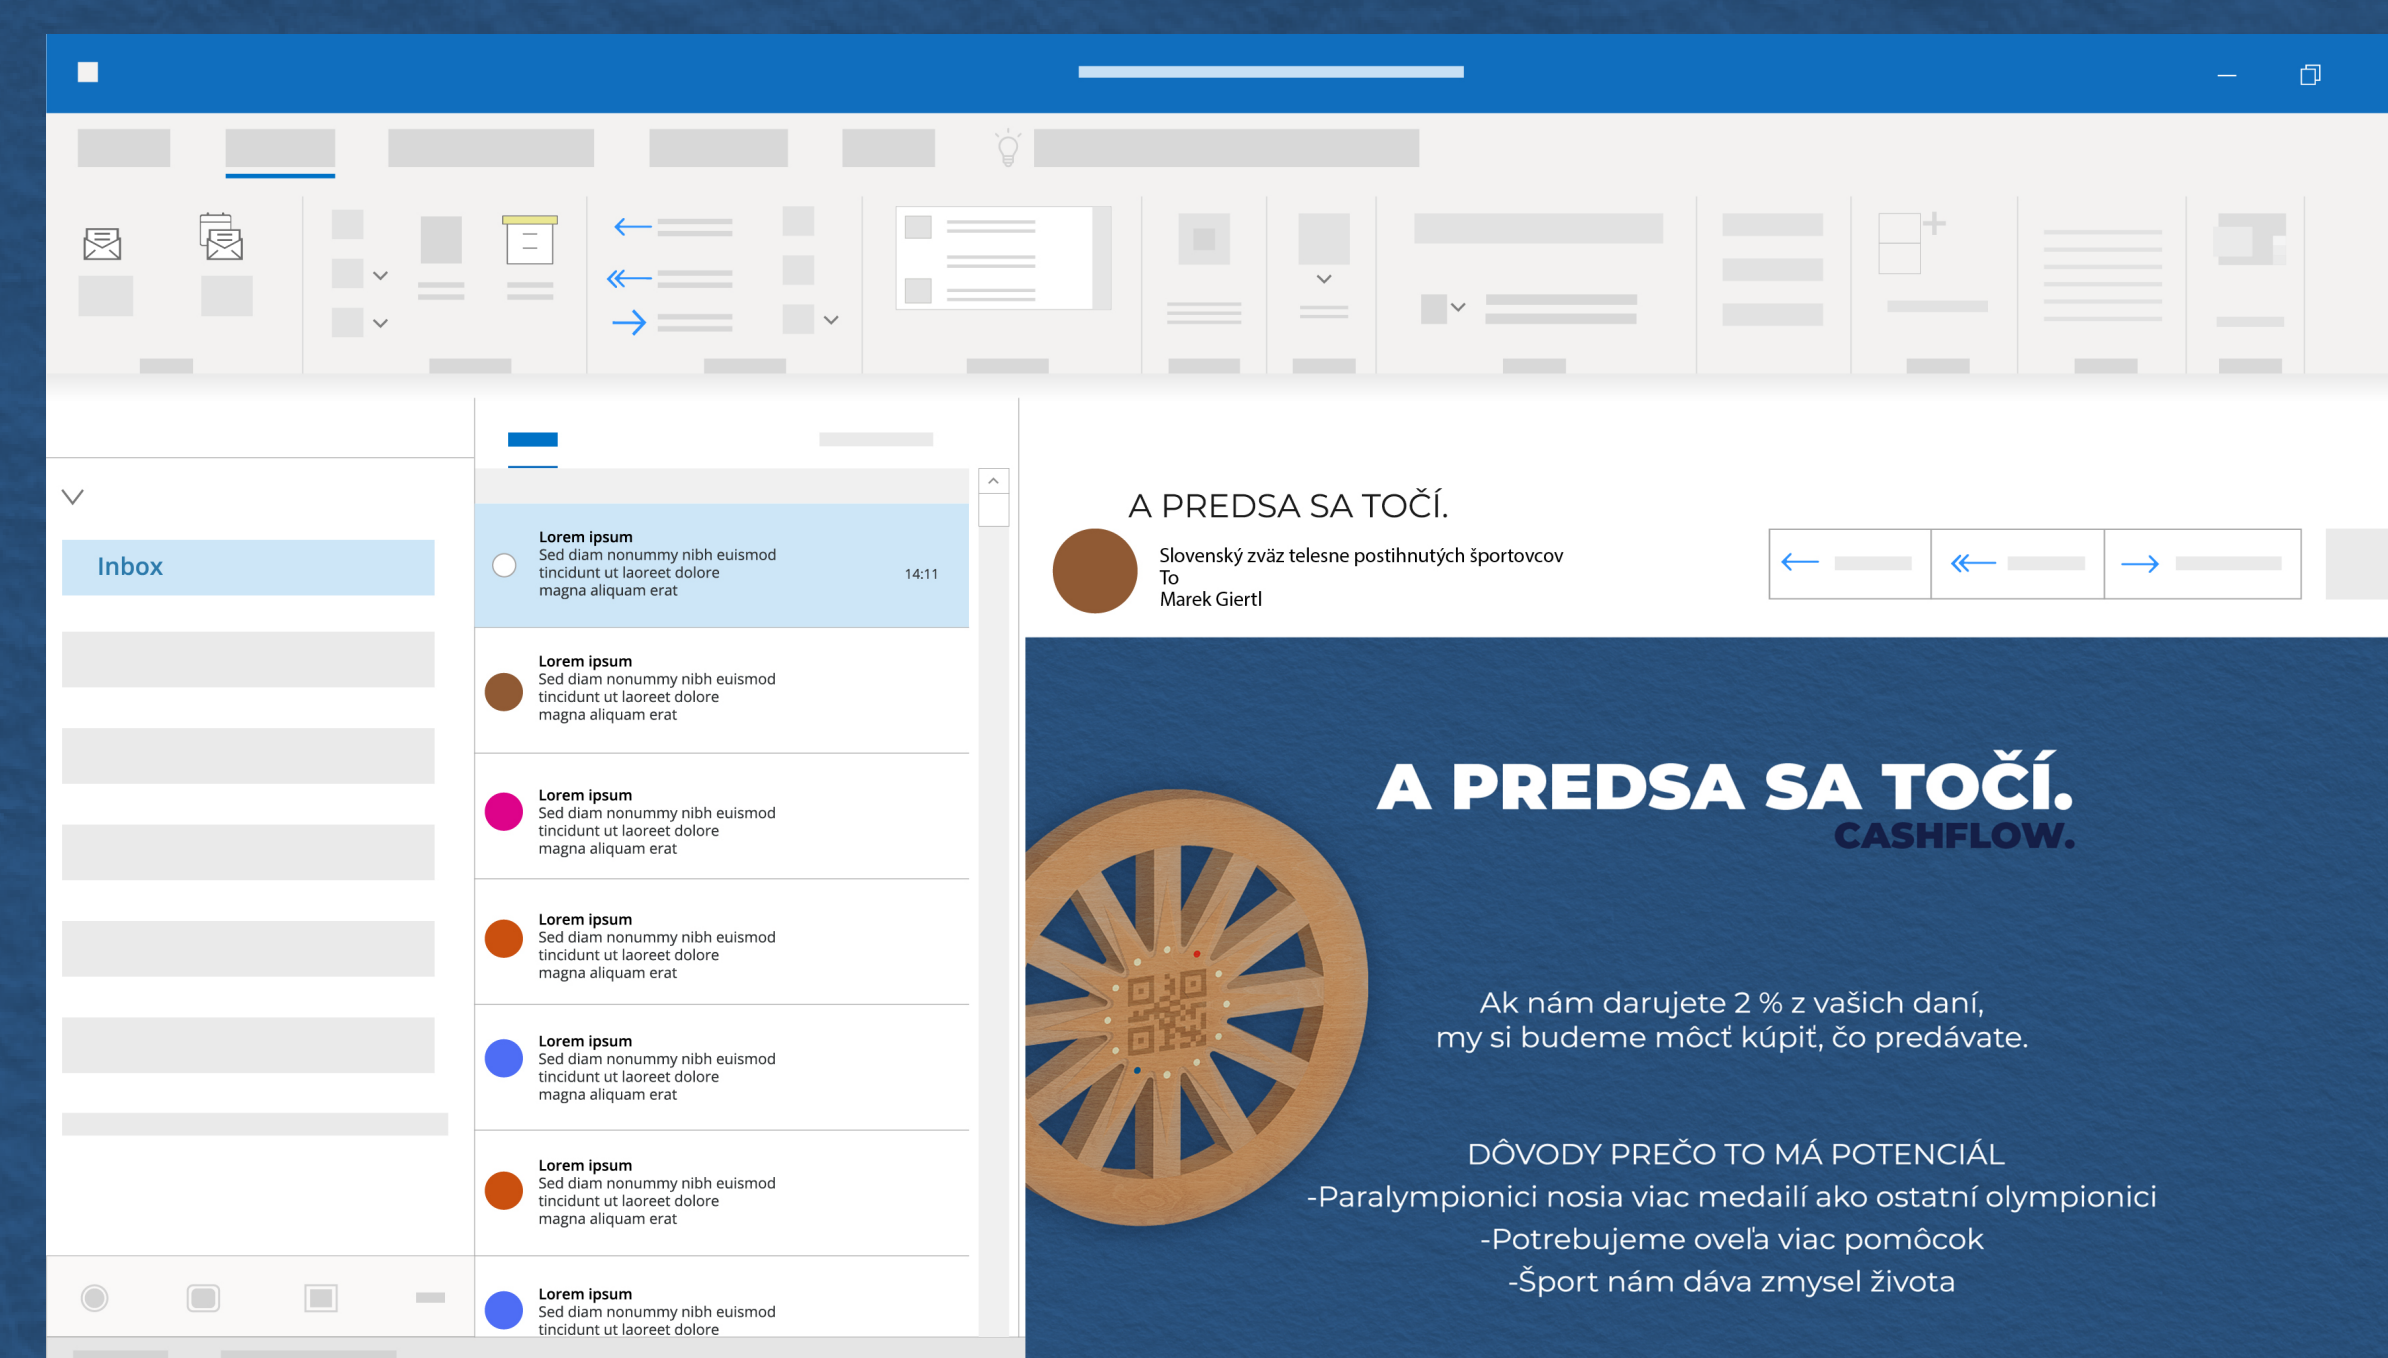 Inbox
Lorem ipsum
Sed diam nonummy nibh euismod
tincidunt ut laoreet dolore
magna aliquam erat
14:11
Lorem ipsum
Sed diam nonummy nibh euismod
tincidunt ut laoreet dolore
magna aliquam erat
Lorem ipsum
Sed diam nonummy nibh euismod
tincidunt ut laoreet dolore
magna aliquam erat
Lorem ipsum
Sed diam nonummy nibh euismod
tincidunt ut laoreet dolore
magna aliquam erat
Lorem ipsum
Sed diam nonummy nibh euismod
tincidunt ut laoreet dolore
magna aliquam erat
Lorem ipsum
Sed diam nonummy nibh euismod
tincidunt ut laoreet dolore
magna aliquam erat
Lorem ipsum
Sed diam nonummy nibh euismod
tincidunt ut laoreet dolore
A PREDSA SA TOČÍ.
Slovenský zväz telesne postihnutých športovcov
To
Marek Giertl
A PREDSA SA TOČÍ.
CASHFLOW.
Ak nám darujete 2 % z vašich daní,
my si budeme môcť kúpiť, čo predávate.
DÔVODY PREČO TO MÁ POTENCIÁL
-Paralympionici nosia viac medailí ako ostatní olympionici
-Potrebujeme oveľa viac pomôcok
-Šport nám dáva zmysel života